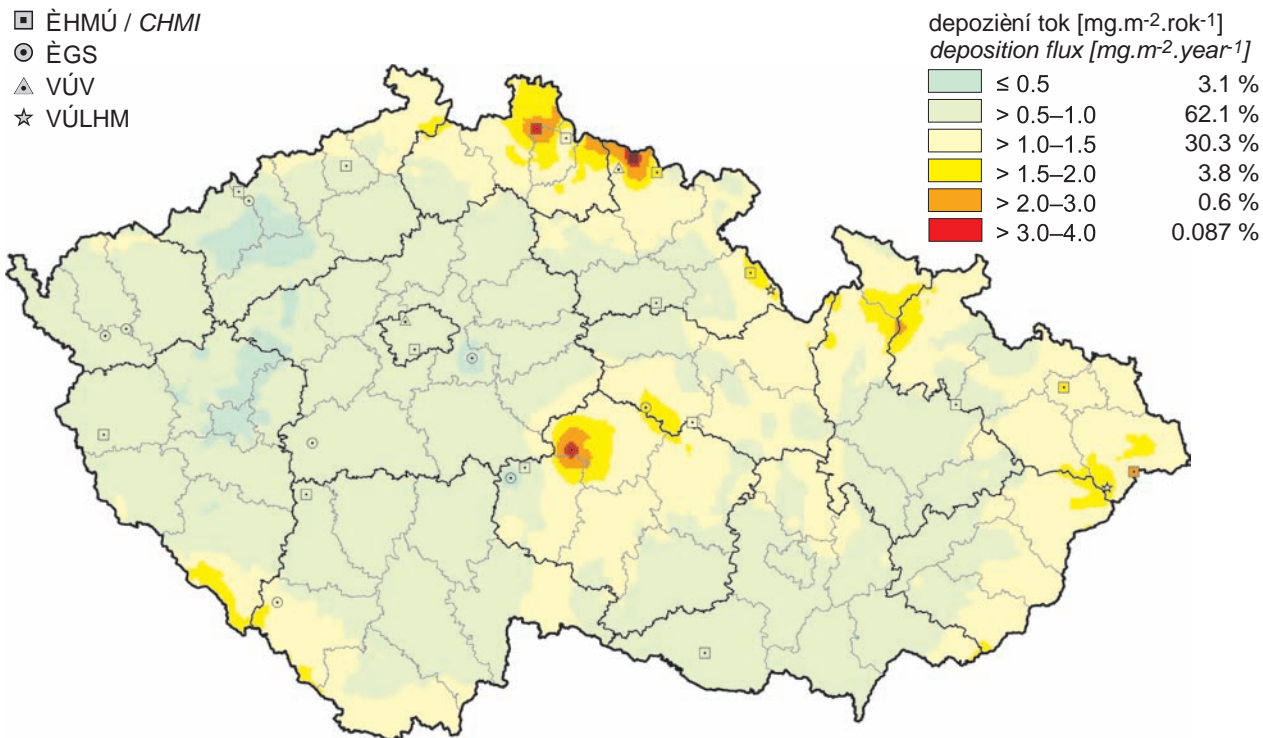 ÈHMÚ / CHMI
ÈGS
VÚV
VÚLHM
depozièní tok [mg.m-2.rok-1]
deposition flux [mg.m-2.year-1]
≤ 0.5 3.1 %
> 0.5–1.0 62.1 %
> 1.0–1.5 30.3 %
> 1.5–2.0 3.8 %
> 2.0–3.0 0.6 %
> 3.0–4.0 0.087 %